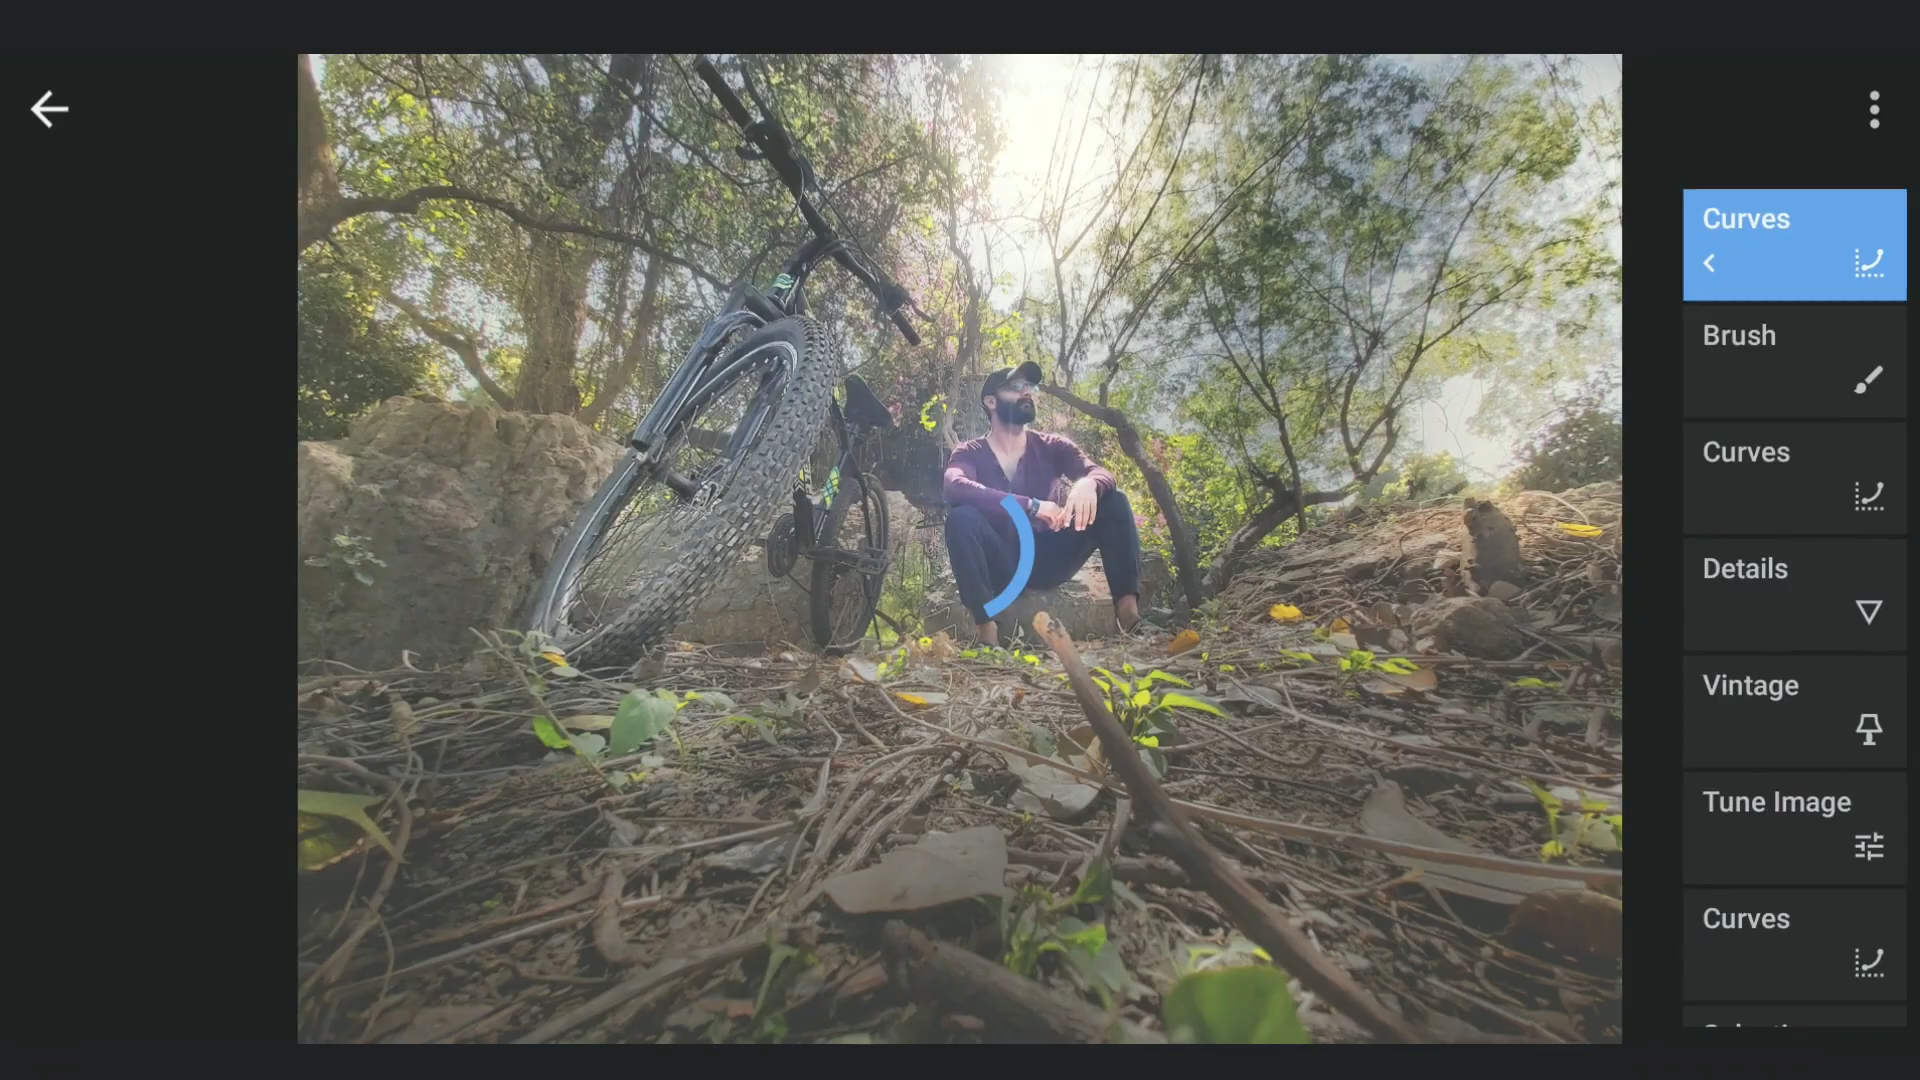 Curves
Brush
Curves
Details
Vintage
Tune Image
Curves